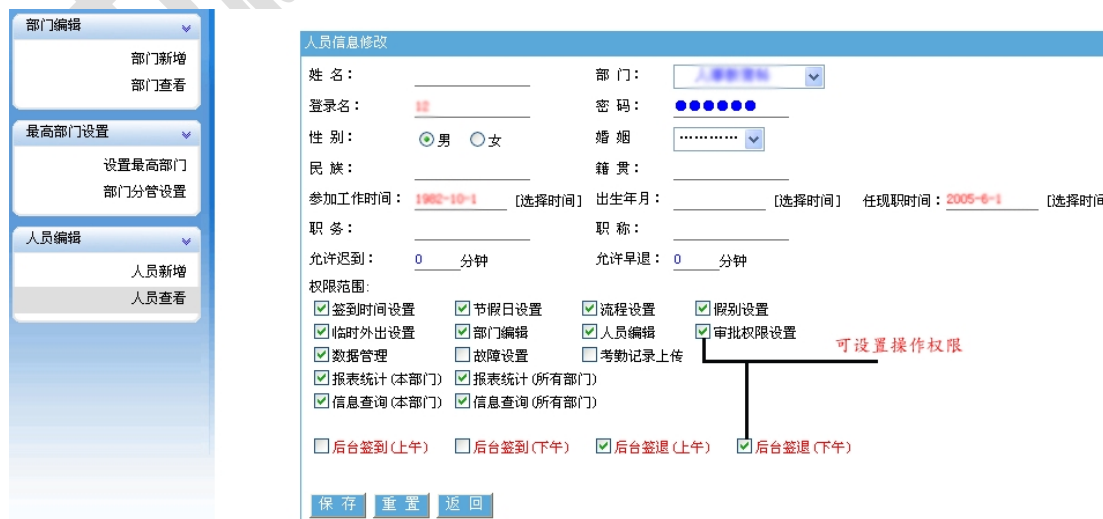 部门编辑
部门新增
部门查看
最高部门设置
设置最高部门
部门分管设置
人员编辑
人员新增
人员查看
人员信息修改
姓 名： 部 门：
登录名： 12 密 码： ●●●●●●
性 别： 男 女 婚 姻 ············
民 族： 籍 贯：
参加工作时间： 1982-10-1 [选择时间] 出生年月： [选择时间] 任现职时间：2005-6-1 [选择时间
职 务： 职 称：
允许迟到： 0 分钟 允许早退： 0 分钟
权限范围:
签到时间设置 节假日设置 流程设置 假别设置
临时外出设置 部门编辑 人员编辑 审批权限设置
可设置操作权限
数据管理 故障设置 考勤记录上传
报表统计(本部门) 报表统计(所有部门)
信息查询(本部门) 信息查询(所有部门)
后台签到(上午) 后台签到(下午) 后台签退(上午) 后台签退(下午)
保 存 重 置 返 回